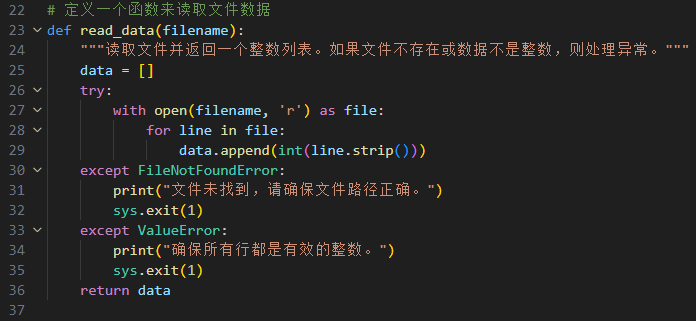 22 # 定义一个函数来读取文件数据
23 def read_data(filename):
24     """读取文件并返回一个整数列表。如果文件不存在或数据不是整数，则处理异常。"""
25     data = []
26     try:
27         with open(filename, 'r') as file:
28             for line in file:
29                 data.append(int(line.strip()))
30     except FileNotFoundError:
31         print("文件未找到，请确保文件路径正确。")
32         sys.exit(1)
33     except ValueError:
34         print("确保所有行都是有效的整数。")
35         sys.exit(1)
36     return data
37